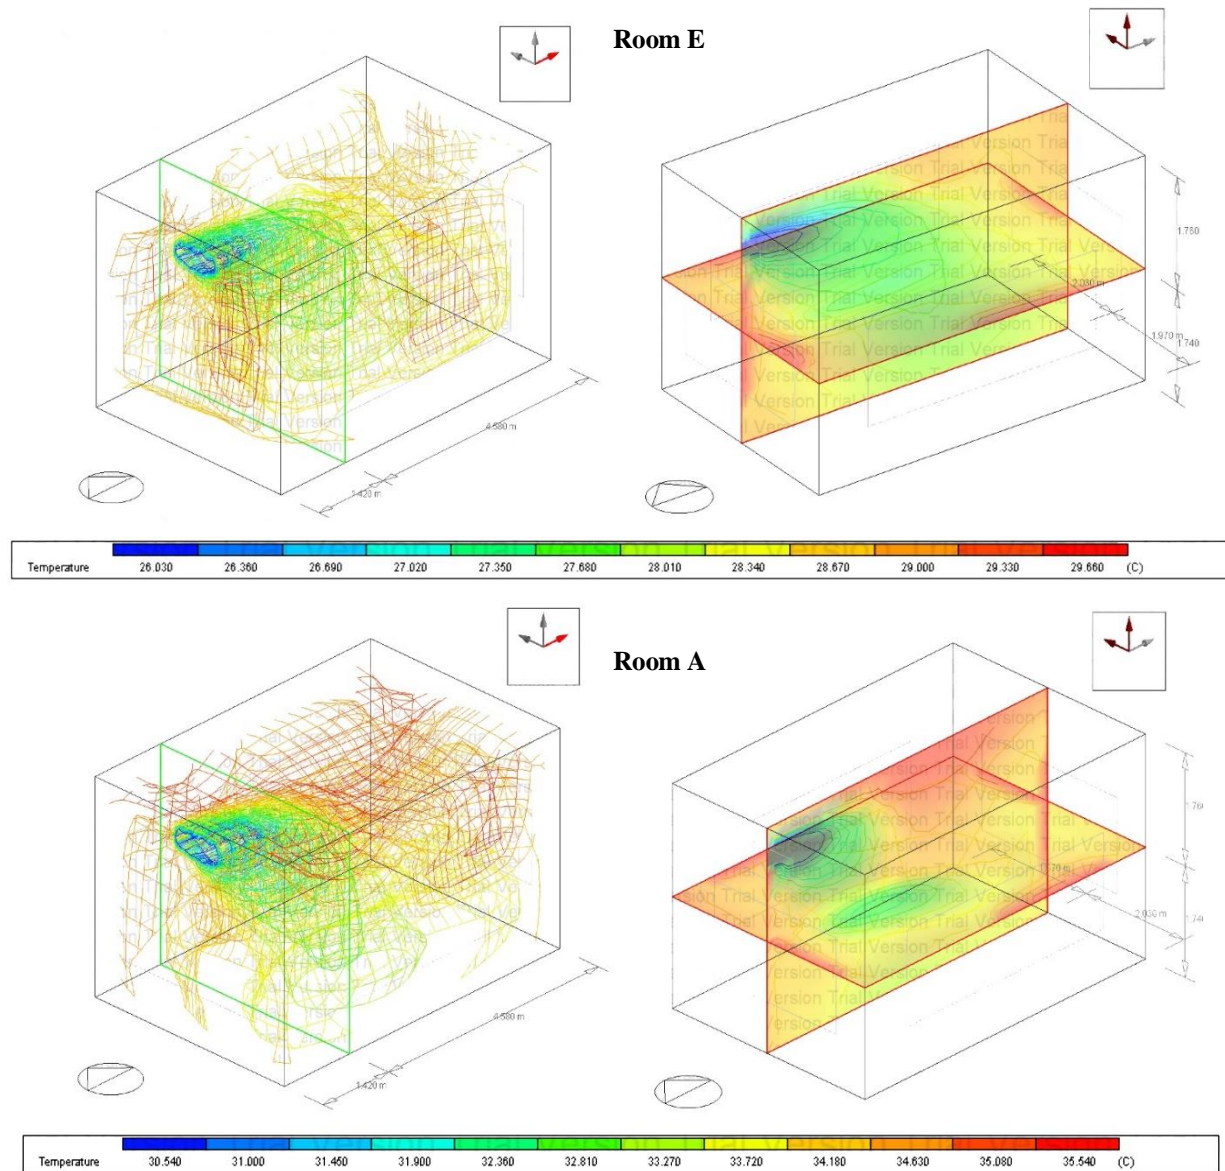 Room E
1.760
2.030 m
1.970 m
1.740
4.580 m
1.420 m
Temperature 26.030 26.360 26.690 27.020 27.350 27.680 28.010 28.340 28.670 29.000 29.330 29.660 (C)
Room A
2.030 m
4.580 m
1.420 m
Temperature 30.540 31.000 31.450 31.900 32.360 32.810 33.270 33.720 34.180 34.630 35.080 35.540 (C)